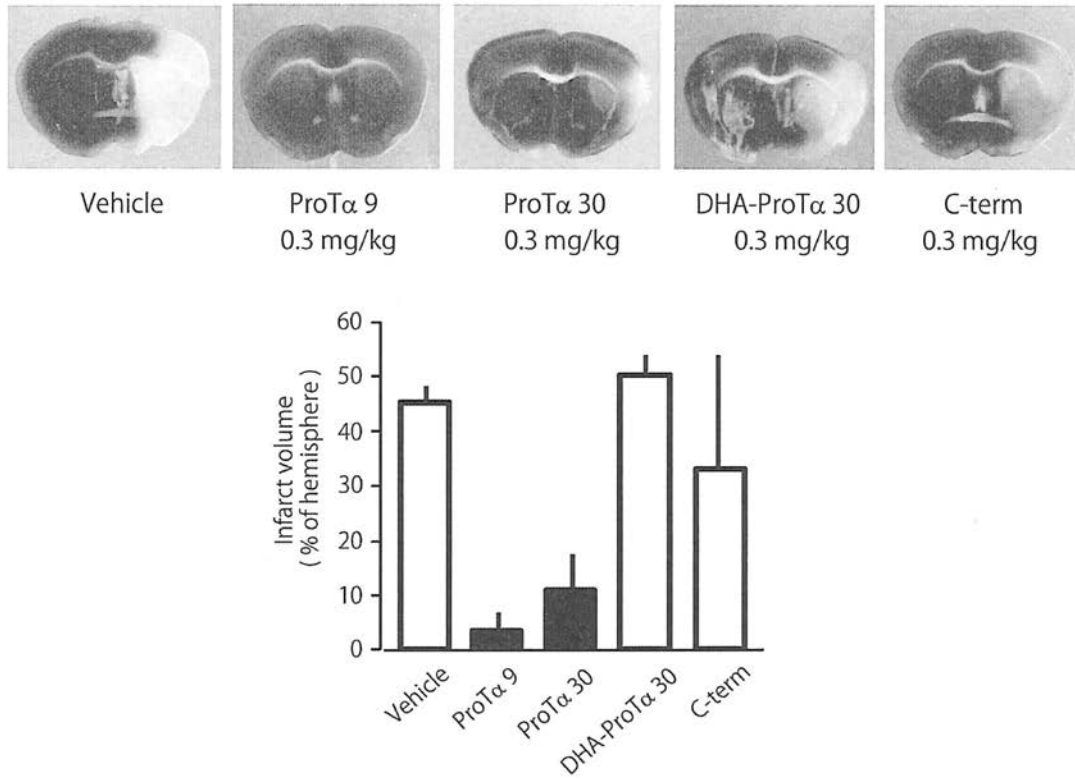 Vehicle
ProTα 9
0.3 mg/kg
ProTα 30
0.3 mg/kg
DHA-ProTα 30
0.3 mg/kg
C-term
0.3 mg/kg
Infarct volume
( % of hemisphere )
60
50
40
30
20
10
0
Vehicle
ProTα 9
ProTα 30
DHA-ProTα 30
C-term